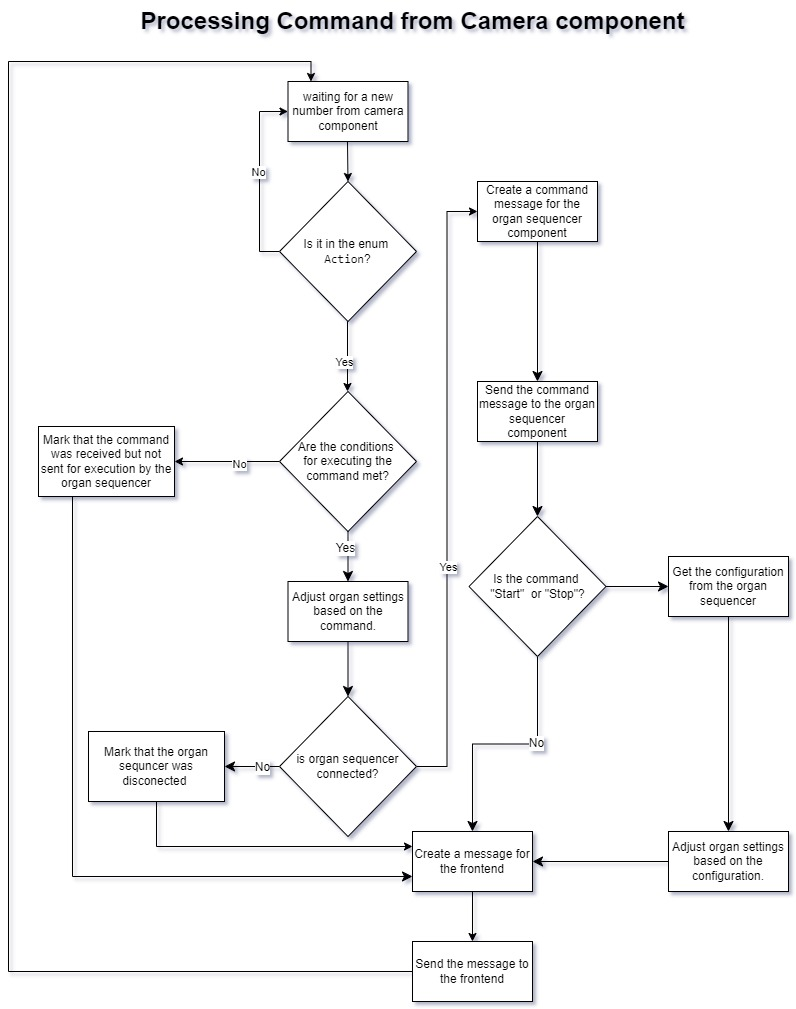 Processing Command from Camera component
waiting for a new
number from camera
component
No
Is it in the enum
Action?
Yes
Create a command
message for the
organ sequencer
component
Send the command
message to the organ
sequencer
component
Are the conditions
for executing the
command met?
No
Mark that the command
was received but not
sent for execution by the
organ sequencer
Yes
Adjust organ settings
based on the
command.
Yes
Is the command
"Start" or "Stop"?
Get the configuration
from the organ
sequencer
No
is organ sequencer
connected?
No
Mark that the organ
sequncer was
disconected
Create a message for
the frontend
Adjust organ settings
based on the
configuration.
Send the message to
the frontend